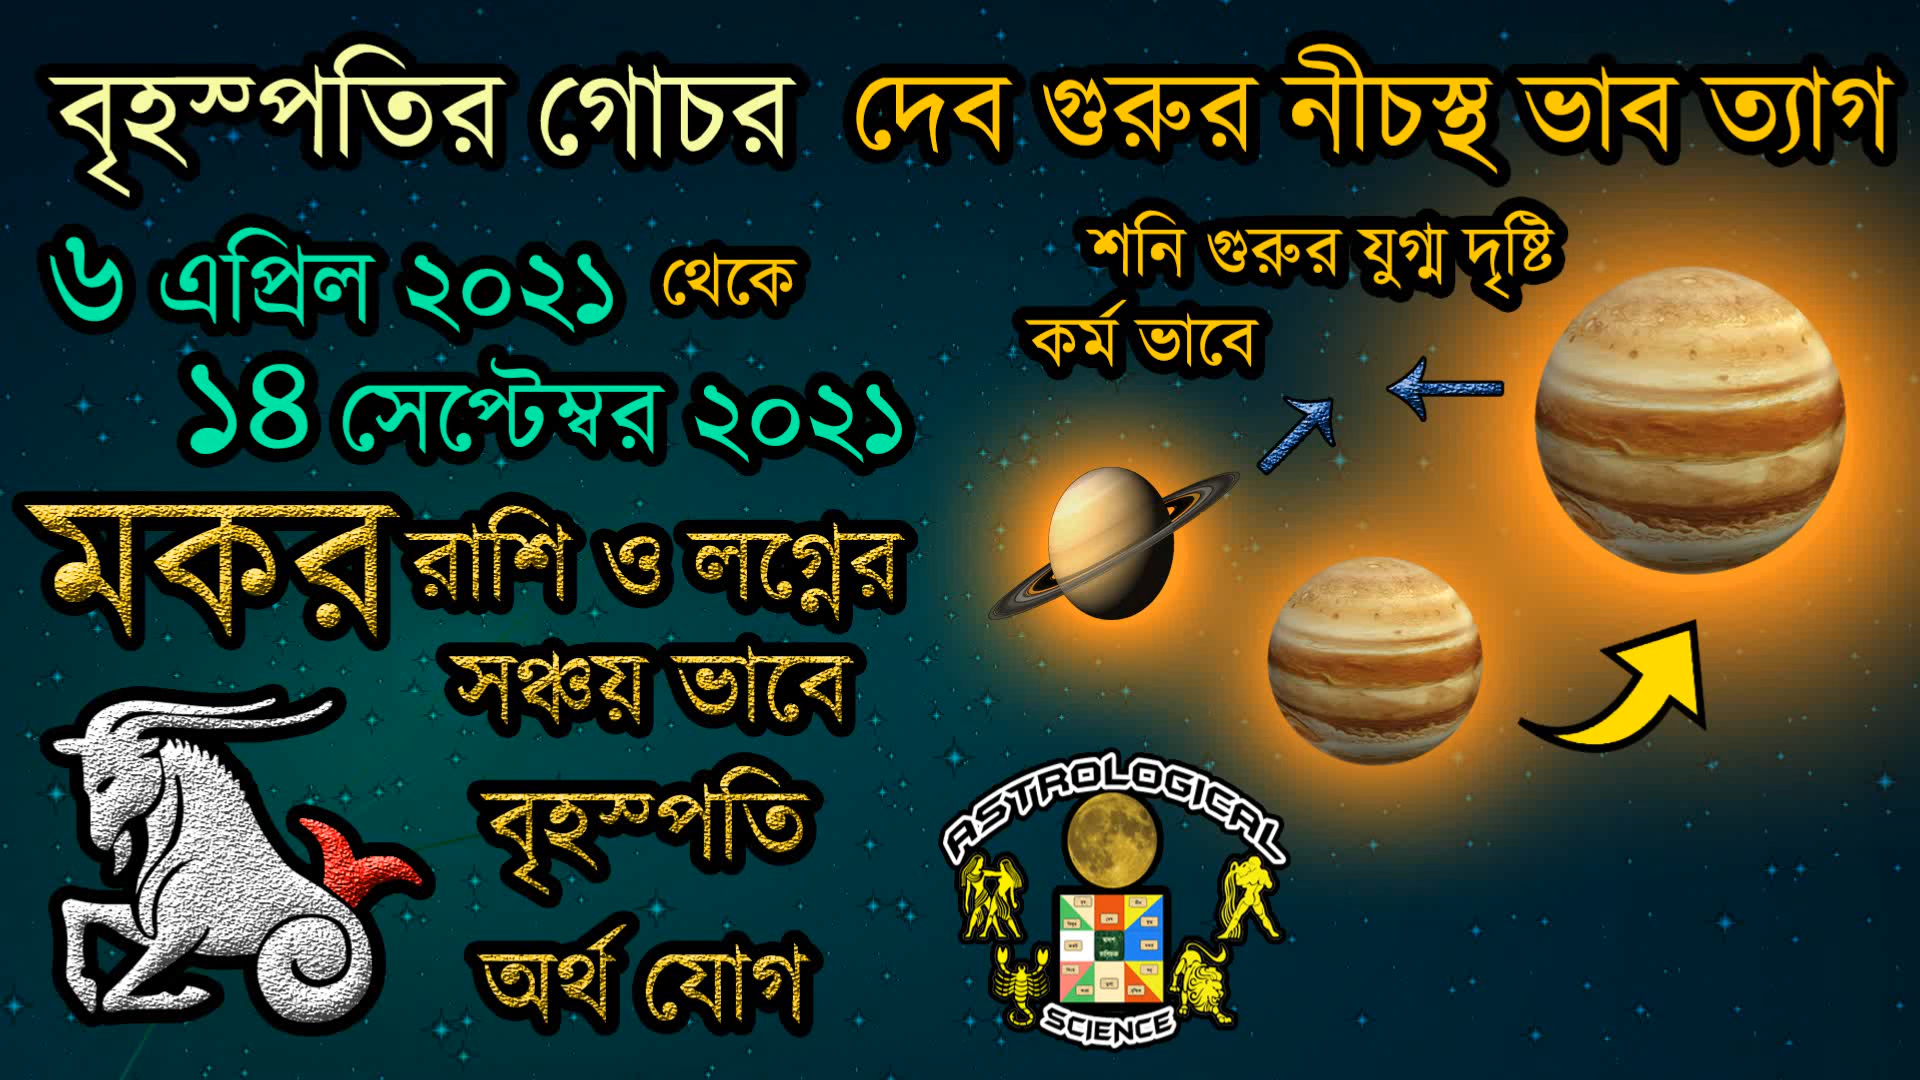 বৃহস্পতির গোচর দেব গুরুর নীচস্থ ভাব ত্যাগ
৬ এপ্রিল ২০২১ থেকে
১৪ সেপ্টেম্বর ২০২১
শনি গুরুর যুগ্ম দৃষ্টি
কর্ম ভাবে
মকর রাশি ও লগ্নের
সঞ্চয় ভাবে
বৃহস্পতি
অর্থ যোগ
ASTROLOGICAL
SCIENCE